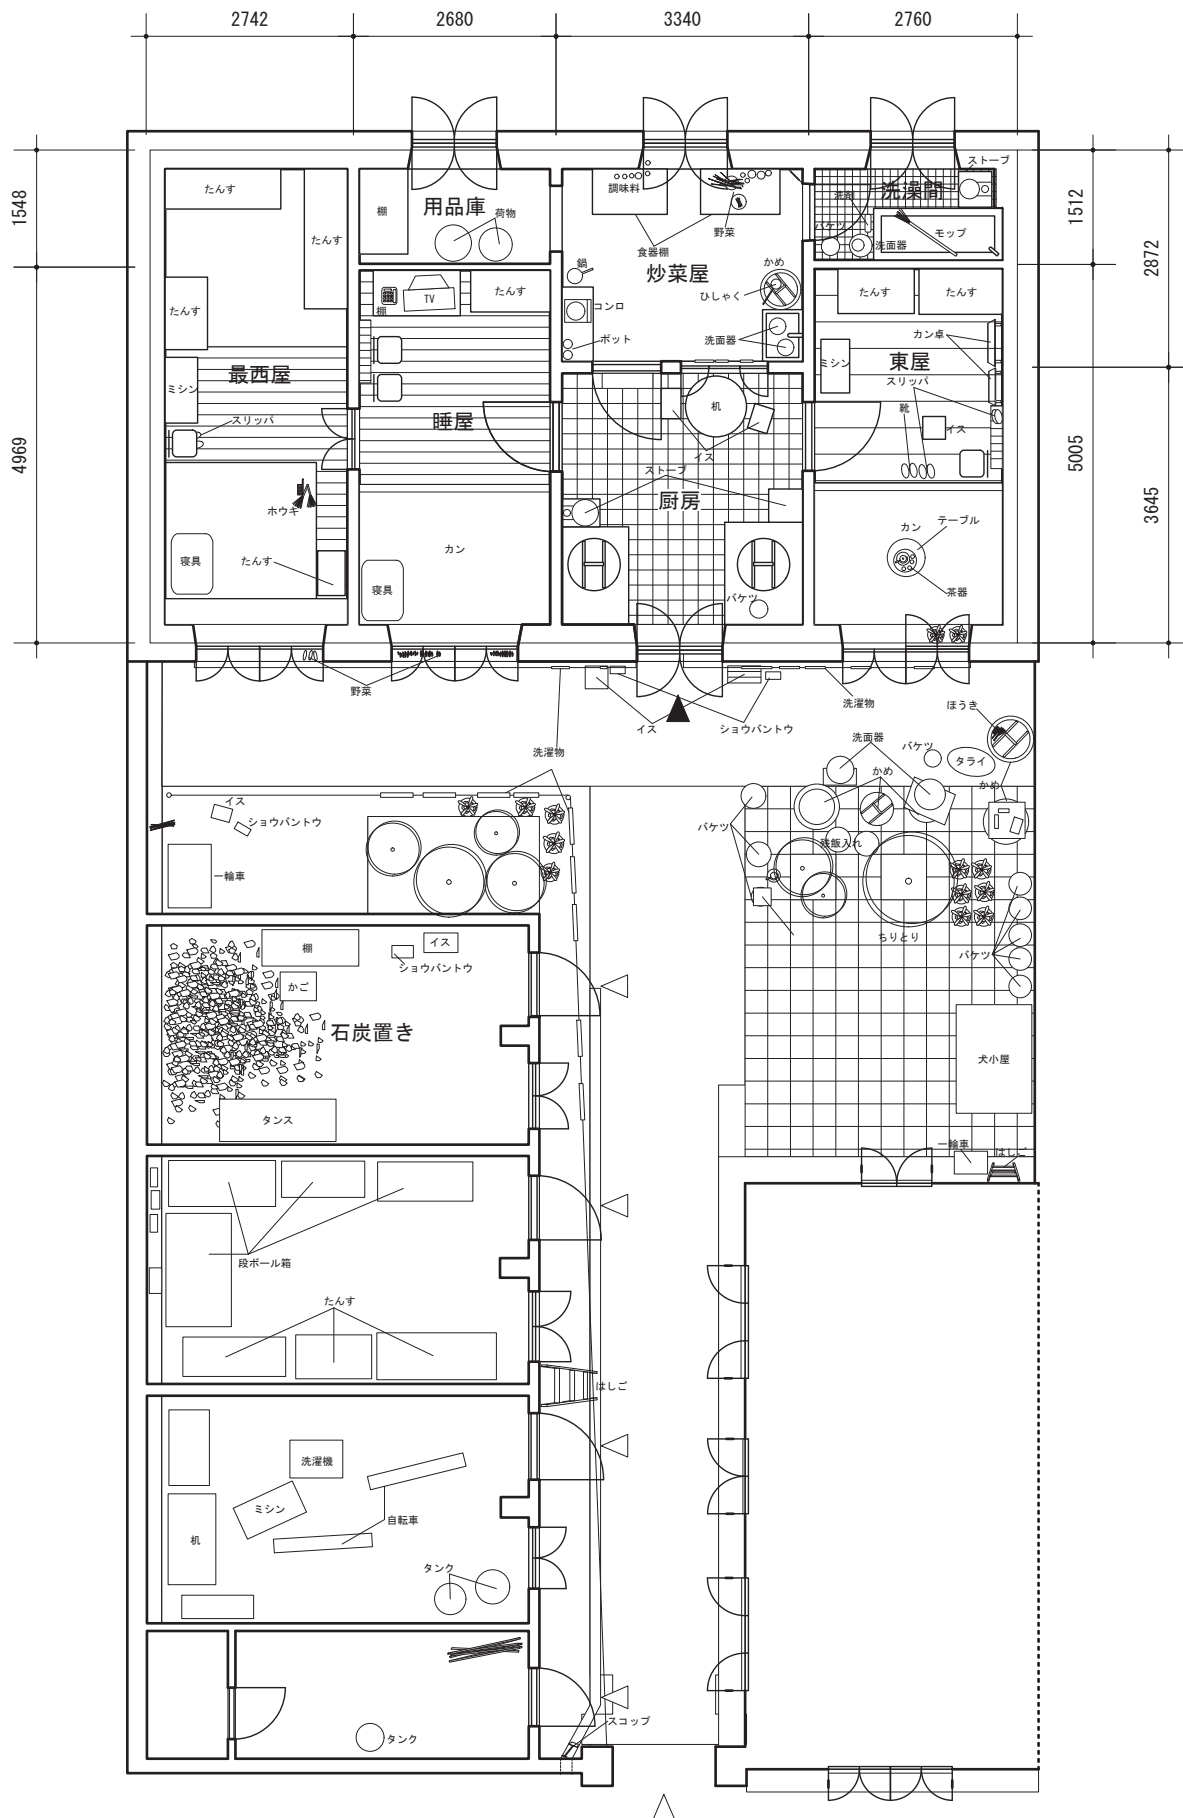 2742
2680
3340
2760
1548
4969
1512
5005
2872
3645
たんす
たんす
たんす
ミシン
最西屋
スリッパ
ホウキ
寝具
たんす
棚
用品庫
荷物
棚
TV
たんす
睡屋
カン
寝具
調味料
食器棚
野菜
鍋
炒菜屋
かめ
ひしゃく
コンロ
ポット
洗面器
机
イス
ストーブ
厨房
バケツ
ストーブ
洗澡間
洗剤
バケツ
洗面器
モップ
たんす
たんす
カン卓
ミシン
東屋
スリッパ
靴
イス
カン
テーブル
茶器
野菜
イス
ショウバントウ
洗濯物
洗濯物
ほうき
洗面器
バケツ
タライ
かめ
かめ
バケツ
残飯入れ
ちりとり
バケツ
犬小屋
一輪車
はしご
イス
ショウバントウ
一輪車
棚
イス
ショウバントウ
かご
石炭置き
タンス
段ボール箱
たんす
はしご
洗濯機
ミシン
机
自転車
タンク
タンク
スコップ